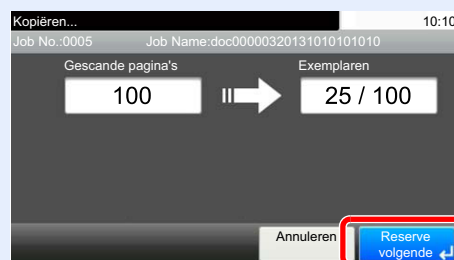 Kopiëren... 10:10
Job No.:0005 Job Name:doc00000320131010101010
Gescande pagina's Exemplaren
100 25 / 100
Annuleren Reserve
volgende